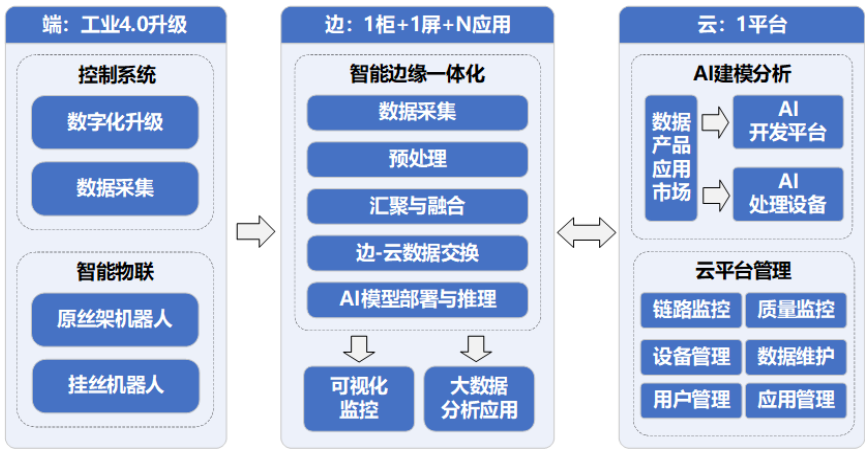 端：工业4.0升级
控制系统
数字化升级
数据采集
智能物联
原丝架机器人
挂丝机器人
边：1柜+1屏+N应用
智能边缘一体化
数据采集
预处理
汇聚与融合
边-云数据交换
AI模型部署与推理
可视化
监控
大数据
分析应用
云：1平台
AI建模分析
数据
产品
应用
市场
AI
开发平台
AI
处理设备
云平台管理
链路监控
质量监控
设备管理
数据维护
用户管理
应用管理